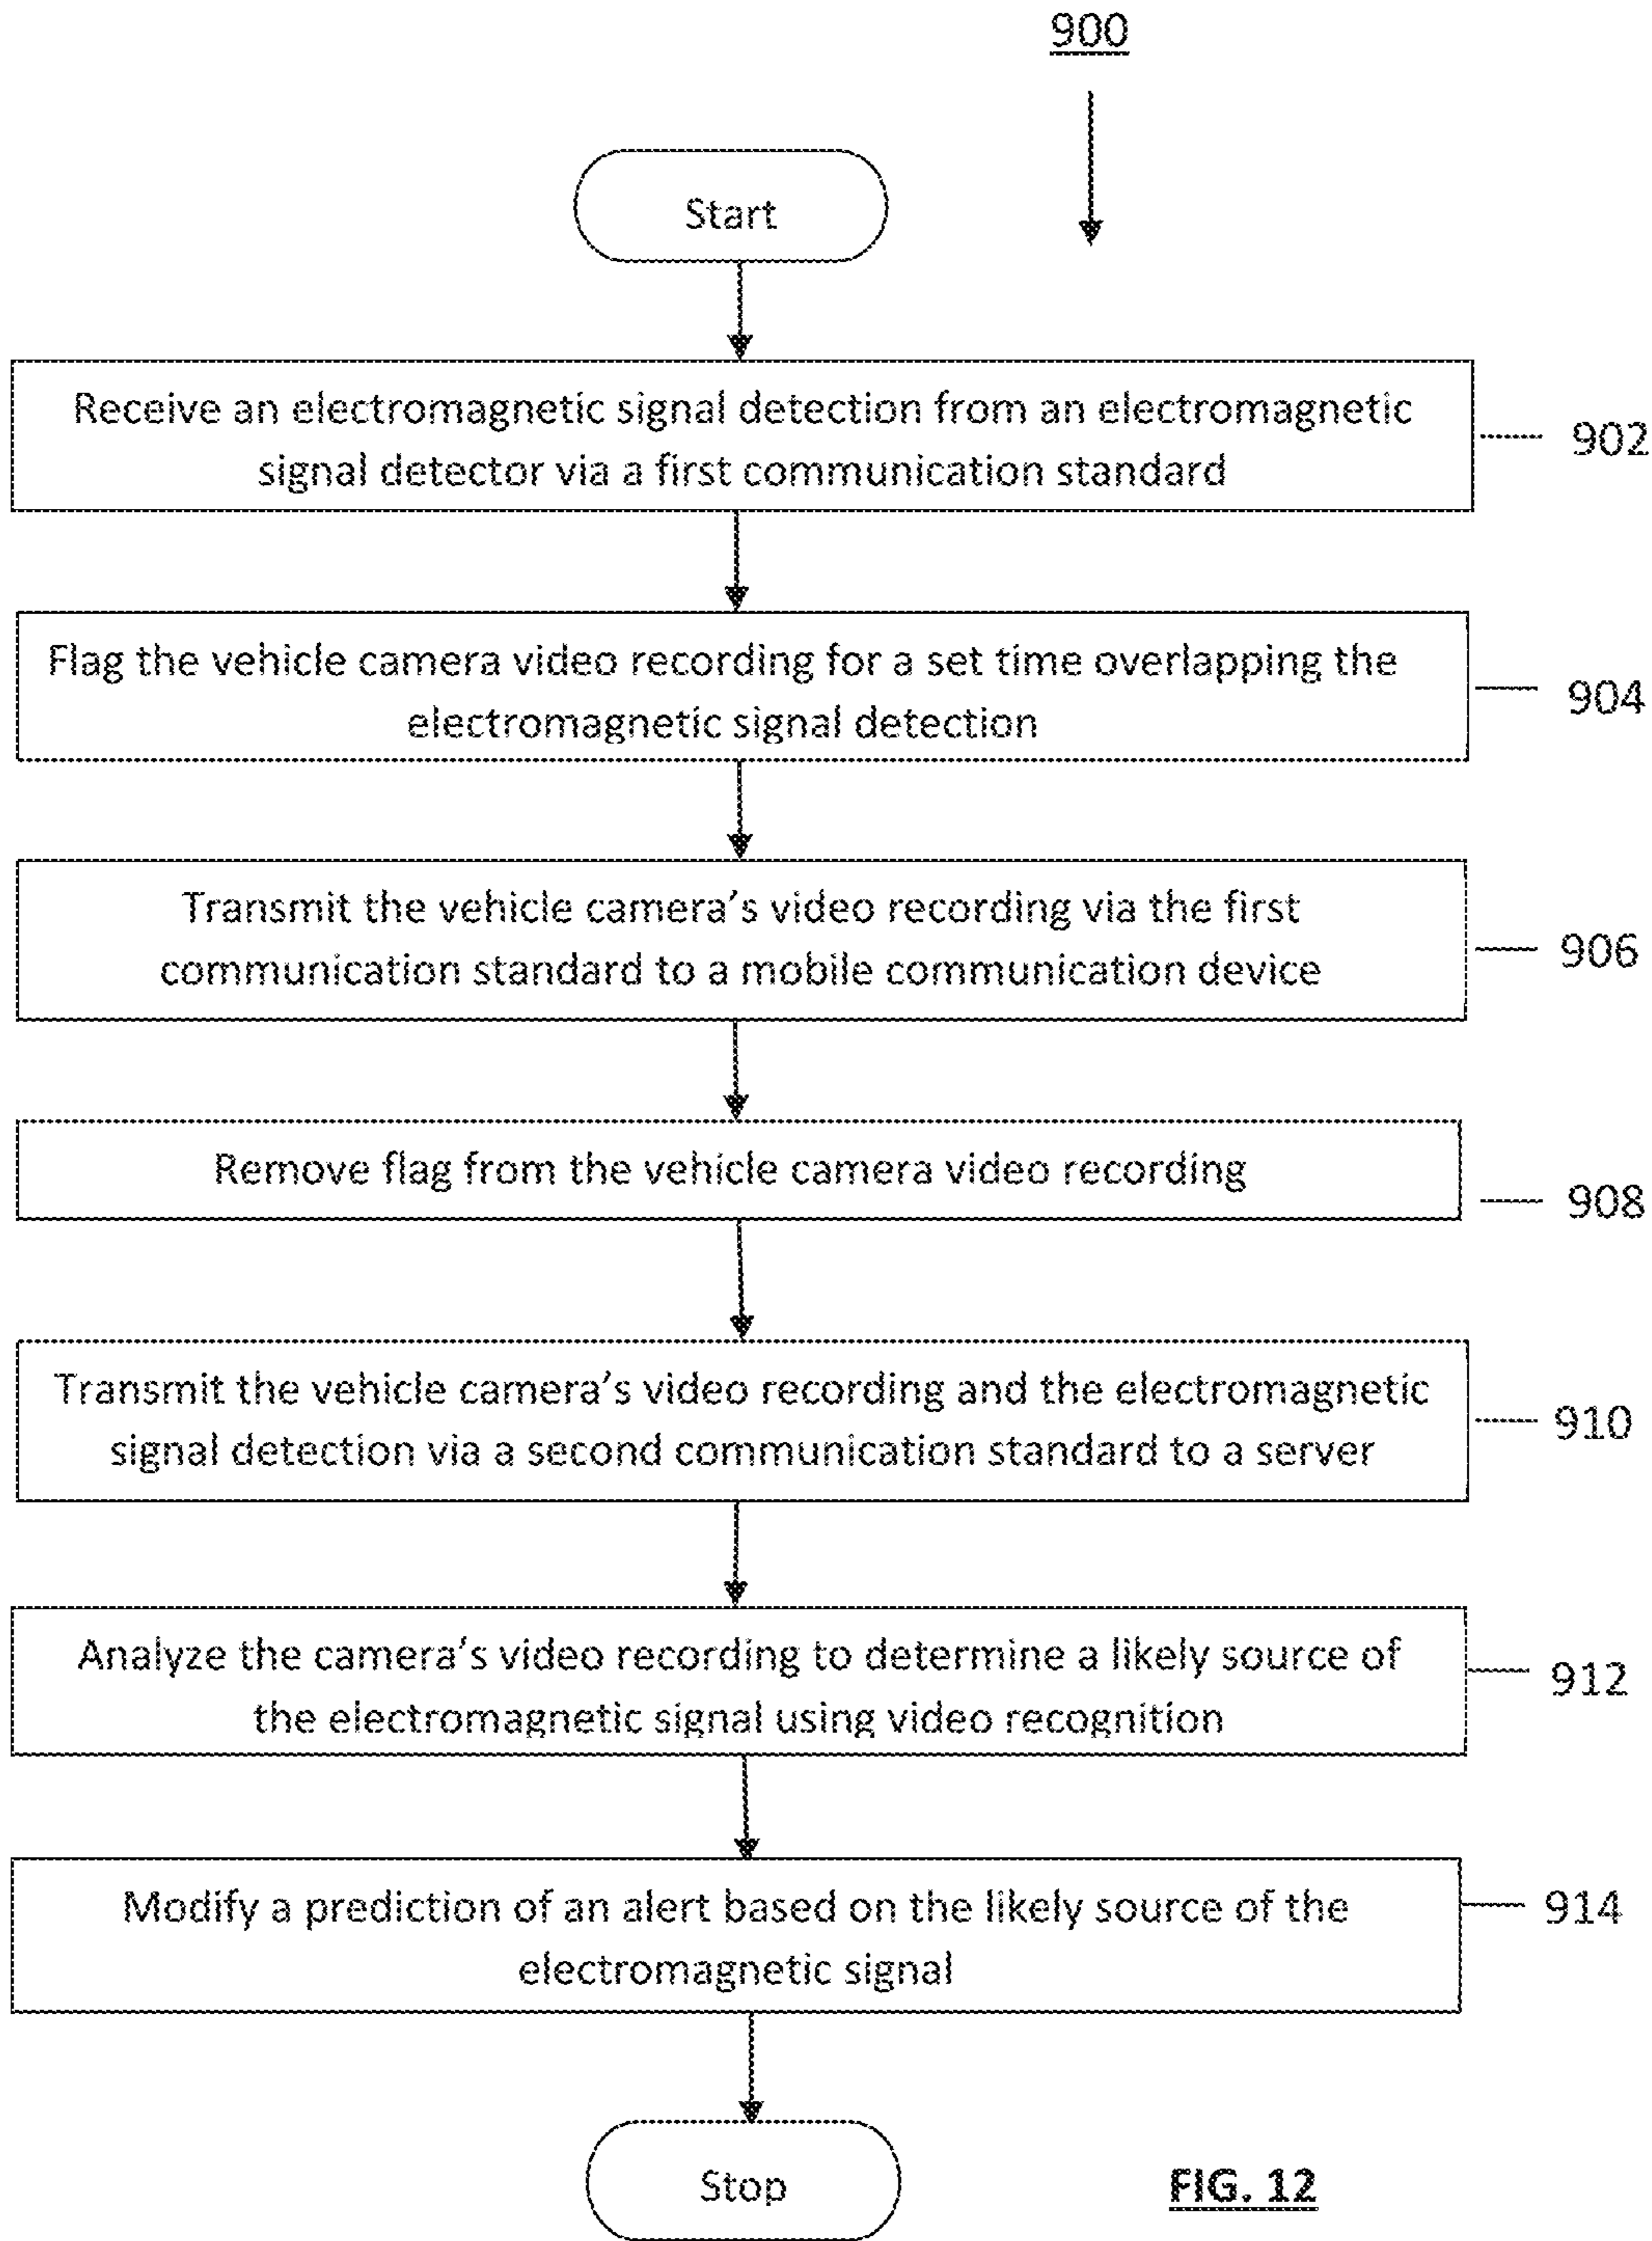 900
Start
Receive an electromagnetic signal detection from an electromagnetic
signal detector via a first communication standard
902
Flag the vehicle camera video recording for a set time overlapping the
electromagnetic signal detection
904
Transmit the vehicle camera's video recording via the first
communication standard to a mobile communication device
906
Remove flag from the vehicle camera video recording
908
Transmit the vehicle camera's video recording and the electromagnetic
signal detection via a second communication standard to a server
910
Analyze the camera's video recording to determine a likely source of
the electromagnetic signal using video recognition
912
Modify a prediction of an alert based on the likely source of the
electromagnetic signal
914
Stop
FIG. 12